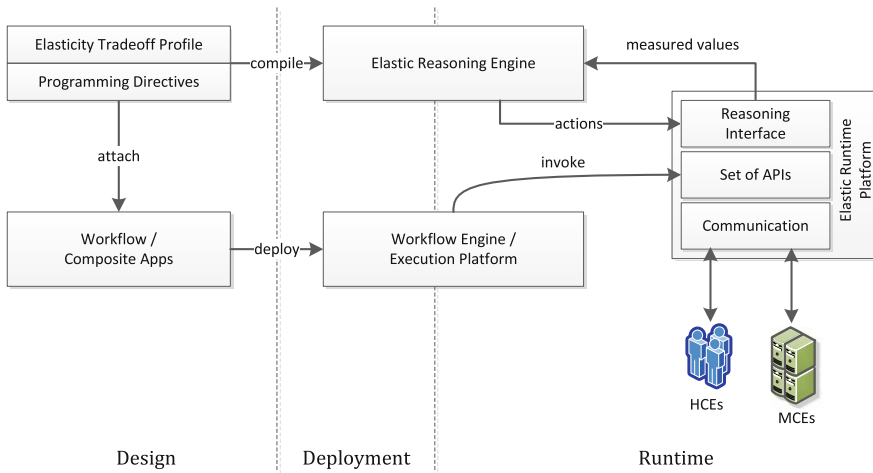 Elasticity Tradeoff Profile
Programming Directives
compile
Elastic Reasoning Engine
measured values
actions
Reasoning
Interface
Set of APIs
Communication
Elastic Runtime
Platform
attach
invoke
Workflow /
Composite Apps
deploy
Workflow Engine /
Execution Platform
HCEs
MCEs
Design
Deployment
Runtime